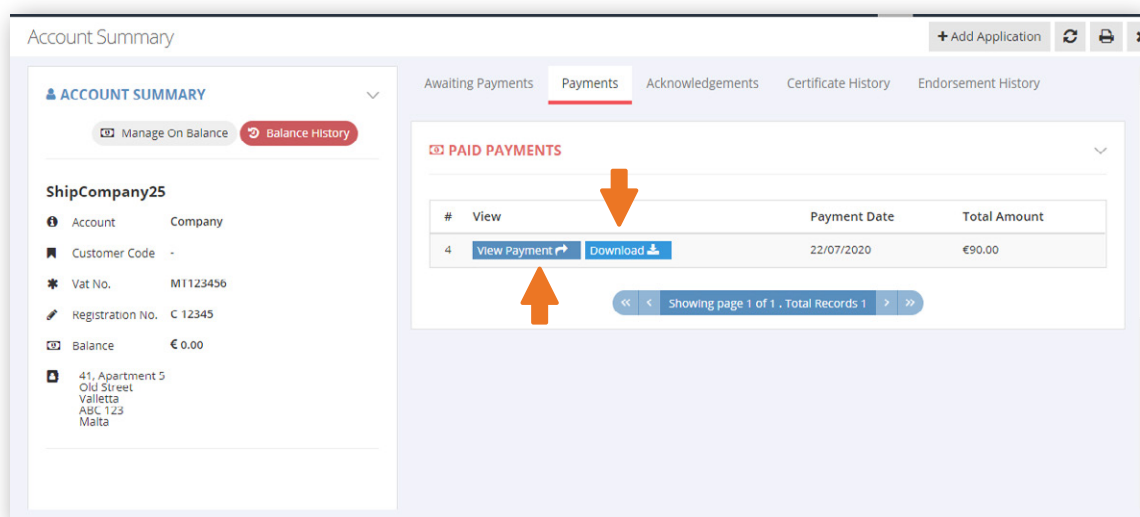 Account Summary
+ Add Application
ACCOUNT SUMMARY
Manage On Balance
Balance History
ShipCompany25
Account Company
Customer Code -
Vat No. MT123456
Registration No. C 12345
Balance € 0.00
41, Apartment 5
Old Street
Valletta
ABC 123
Malta
Awaiting Payments Payments Acknowledgements Certificate History Endorsement History
PAID PAYMENTS
# View Payment Date Total Amount
4 View Payment Download 22/07/2020 €90.00
« < Showing page 1 of 1 . Total Records 1 > »